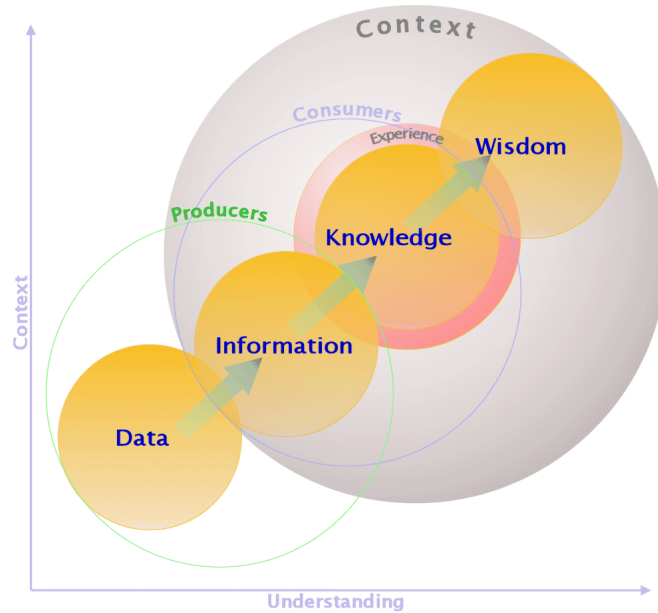 Context
Consumers
Experience
Wisdom
Producers
Knowledge
Information
Data
Context
Understanding